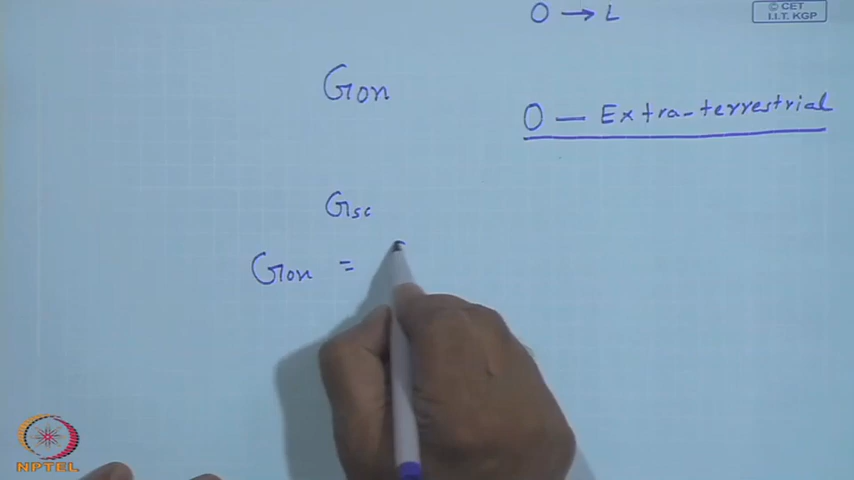 O → L
© CET
I.I.T. KGP
Gon
O — Extra-terrestrial
Gsc
Gon =
NPTEL